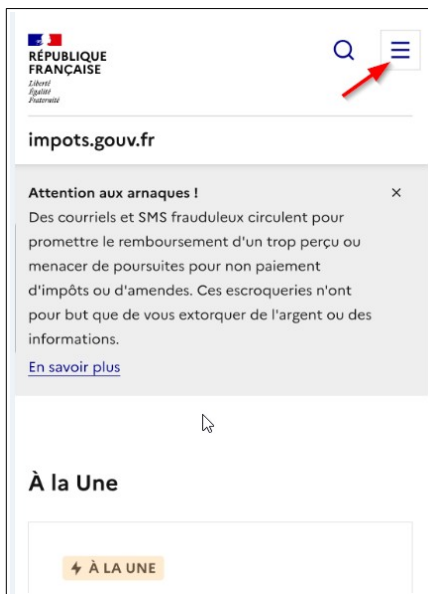 RÉPUBLIQUE
FRANÇAISE
Liberté
Égalité
Fraternité
impots.gouv.fr
Attention aux arnaques !
Des courriels et SMS frauduleux circulent pour
promettre le remboursement d'un trop perçu ou
menacer de poursuites pour non paiement
d'impôts ou d'amendes. Ces escroqueries n'ont
pour but que de vous extorquer de l'argent ou des
informations.
En savoir plus
À la Une
À LA UNE